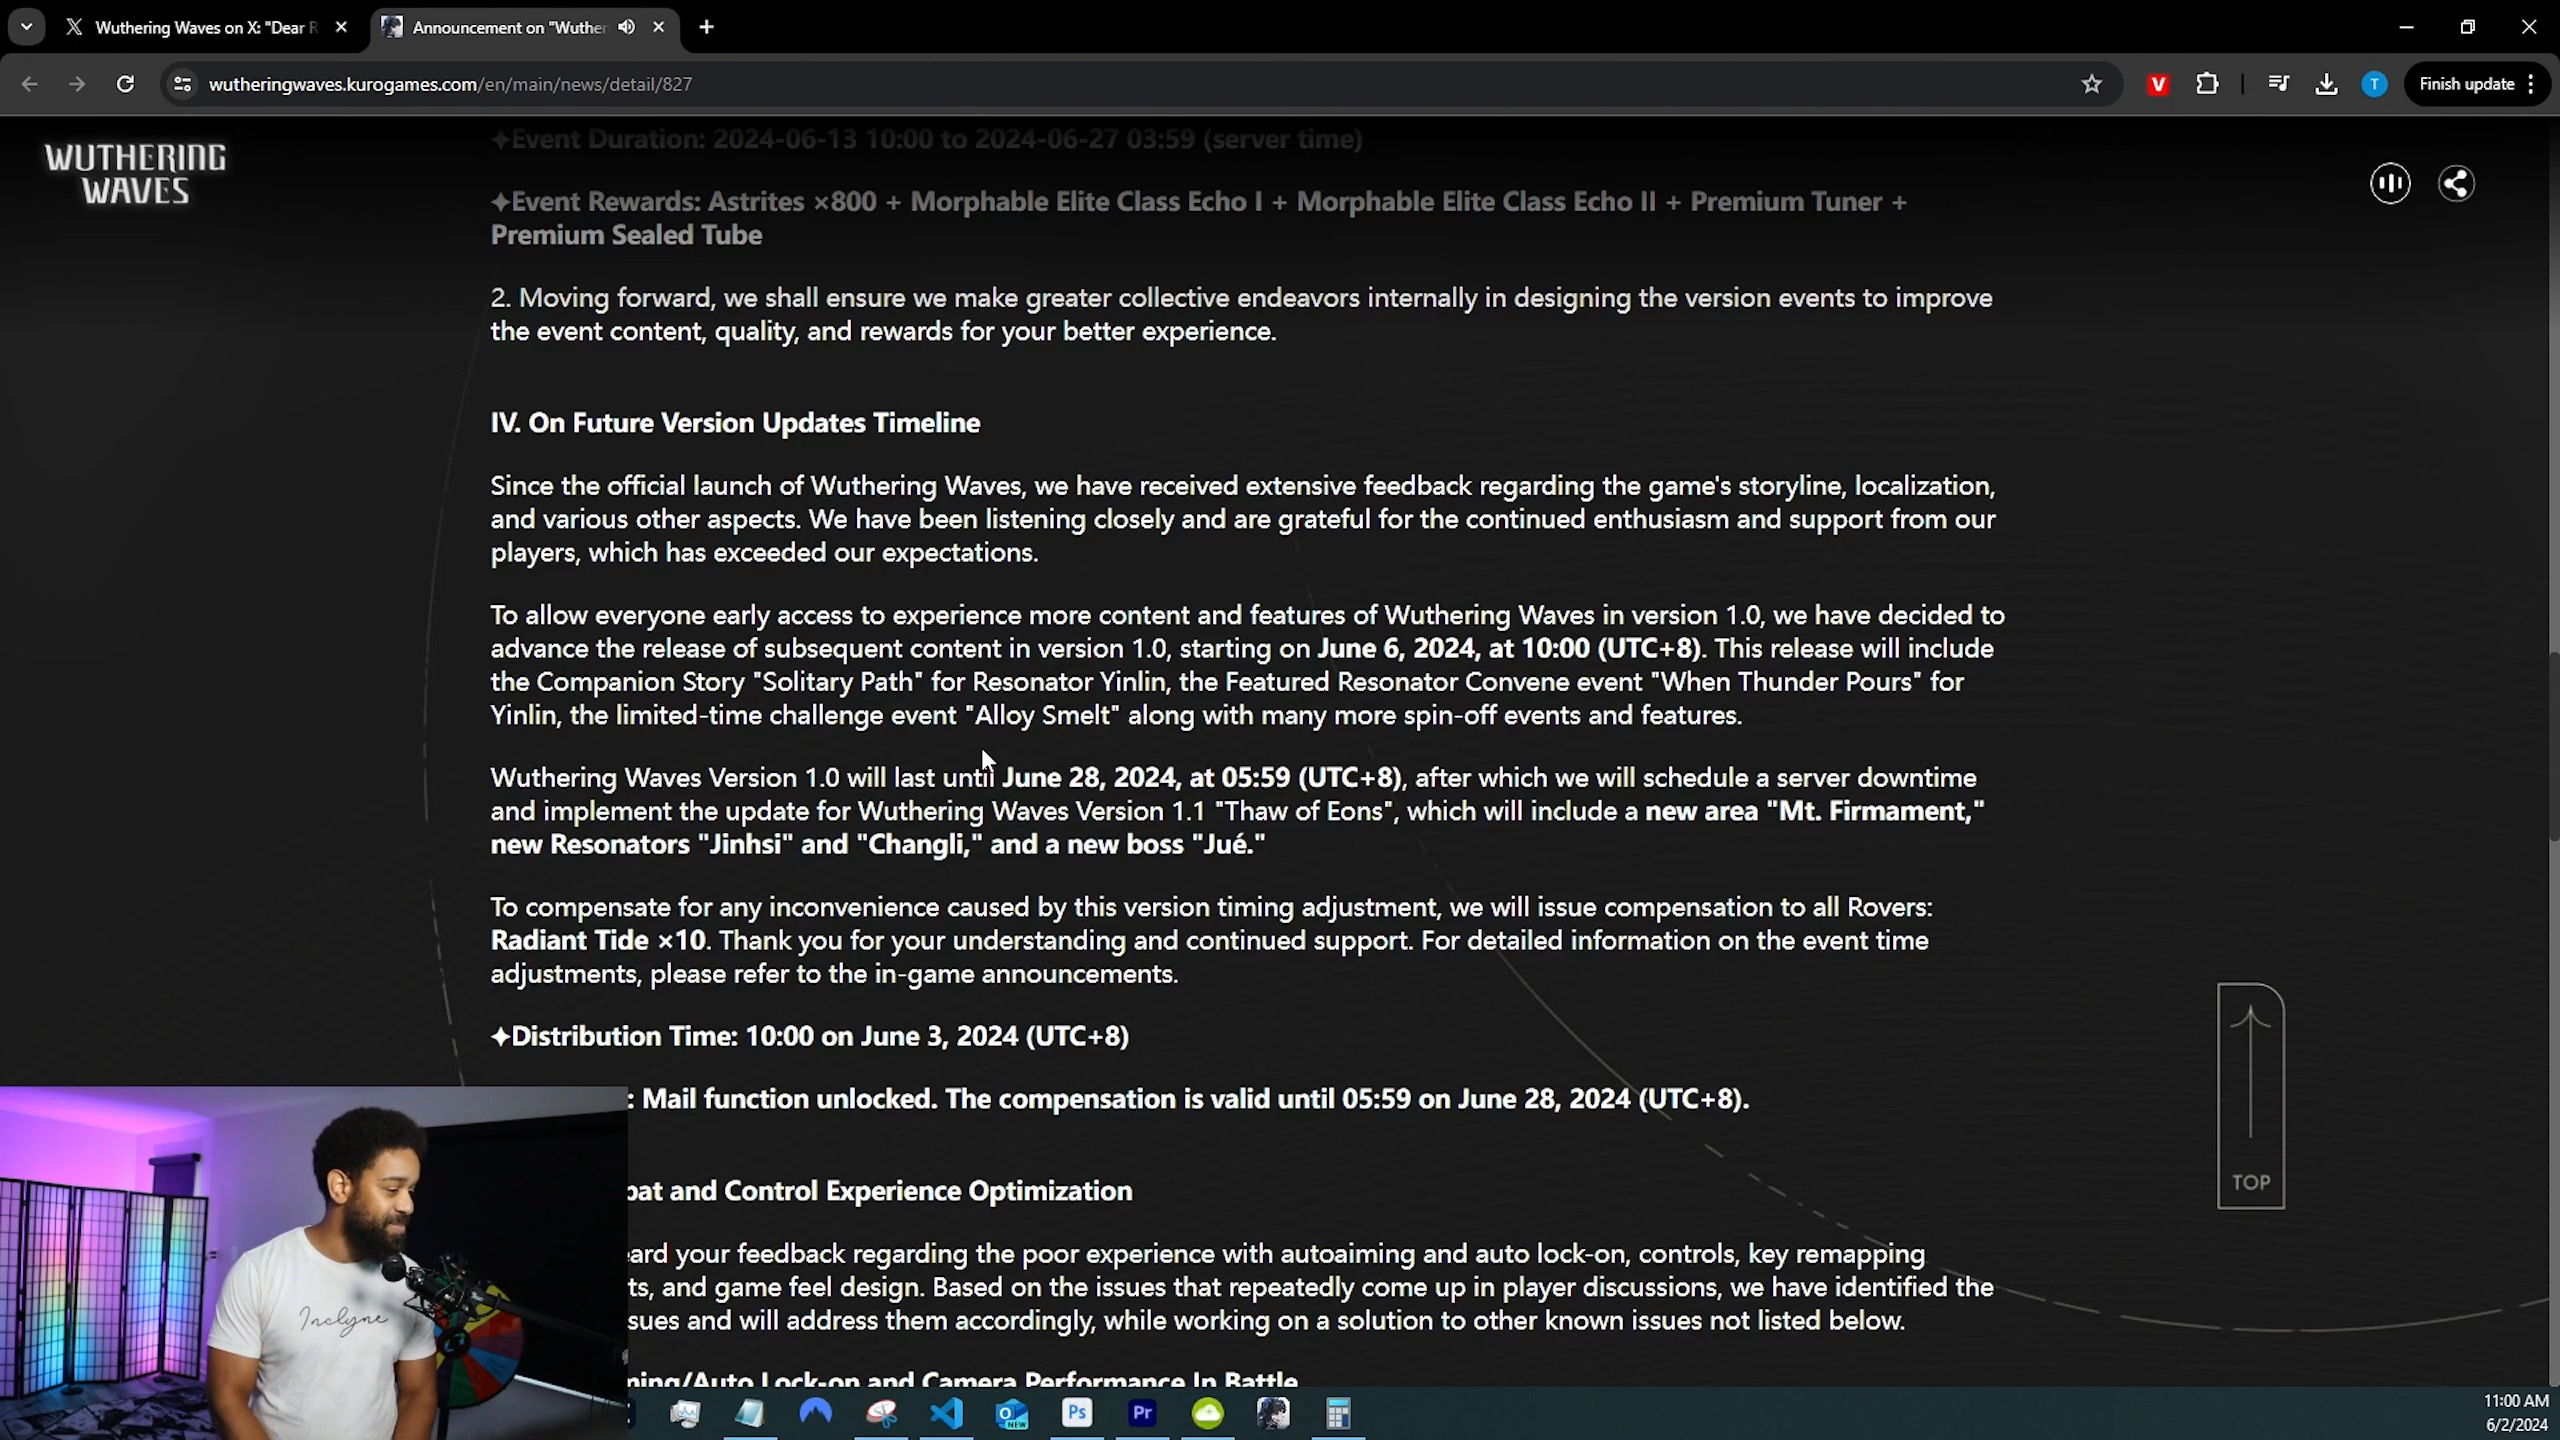 Wuthering Waves on X: "Dear R
Announcement on "Wuther
wutheringwaves.kurogames.com/en/main/news/detail/827
V
T
Finish update
WUTHERING
WAVES
✦Event Duration: 2024-06-13 10:00 to 2024-06-27 03:59 (server time)
✦Event Rewards: Astrites ×800 + Morphable Elite Class Echo I + Morphable Elite Class Echo II + Premium Tuner +
Premium Sealed Tube
2. Moving forward, we shall ensure we make greater collective endeavors internally in designing the version events to improve
the event content, quality, and rewards for your better experience.
IV. On Future Version Updates Timeline
Since the official launch of Wuthering Waves, we have received extensive feedback regarding the game's storyline, localization,
and various other aspects. We have been listening closely and are grateful for the continued enthusiasm and support from our
players, which has exceeded our expectations.
To allow everyone early access to experience more content and features of Wuthering Waves in version 1.0, we have decided to
advance the release of subsequent content in version 1.0, starting on June 6, 2024, at 10:00 (UTC+8). This release will include
the Companion Story "Solitary Path" for Resonator Yinlin, the Featured Resonator Convene event "When Thunder Pours" for
Yinlin, the limited-time challenge event "Alloy Smelt" along with many more spin-off events and features.
Wuthering Waves Version 1.0 will last until June 28, 2024, at 05:59 (UTC+8), after which we will schedule a server downtime
and implement the update for Wuthering Waves Version 1.1 "Thaw of Eons", which will include a new area "Mt. Firmament,"
new Resonators "Jinhsi" and "Changli," and a new boss "Jué."
To compensate for any inconvenience caused by this version timing adjustment, we will issue compensation to all Rovers:
Radiant Tide ×10. Thank you for your understanding and continued support. For detailed information on the event time
adjustments, please refer to the in-game announcements.
✦Distribution Time: 10:00 on June 3, 2024 (UTC+8)
: Mail function unlocked. The compensation is valid until 05:59 on June 28, 2024 (UTC+8).
bat and Control Experience Optimization
eard your feedback regarding the poor experience with autoaiming and auto lock-on, controls, key remapping
ts, and game feel design. Based on the issues that repeatedly come up in player discussions, we have identified the
sues and will address them accordingly, while working on a solution to other known issues not listed below.
ming/Auto Lock-on and Camera Performance In Battle
TOP
Inclyne
NEW
Ps
Pr
11:00 AM
6/2/2024